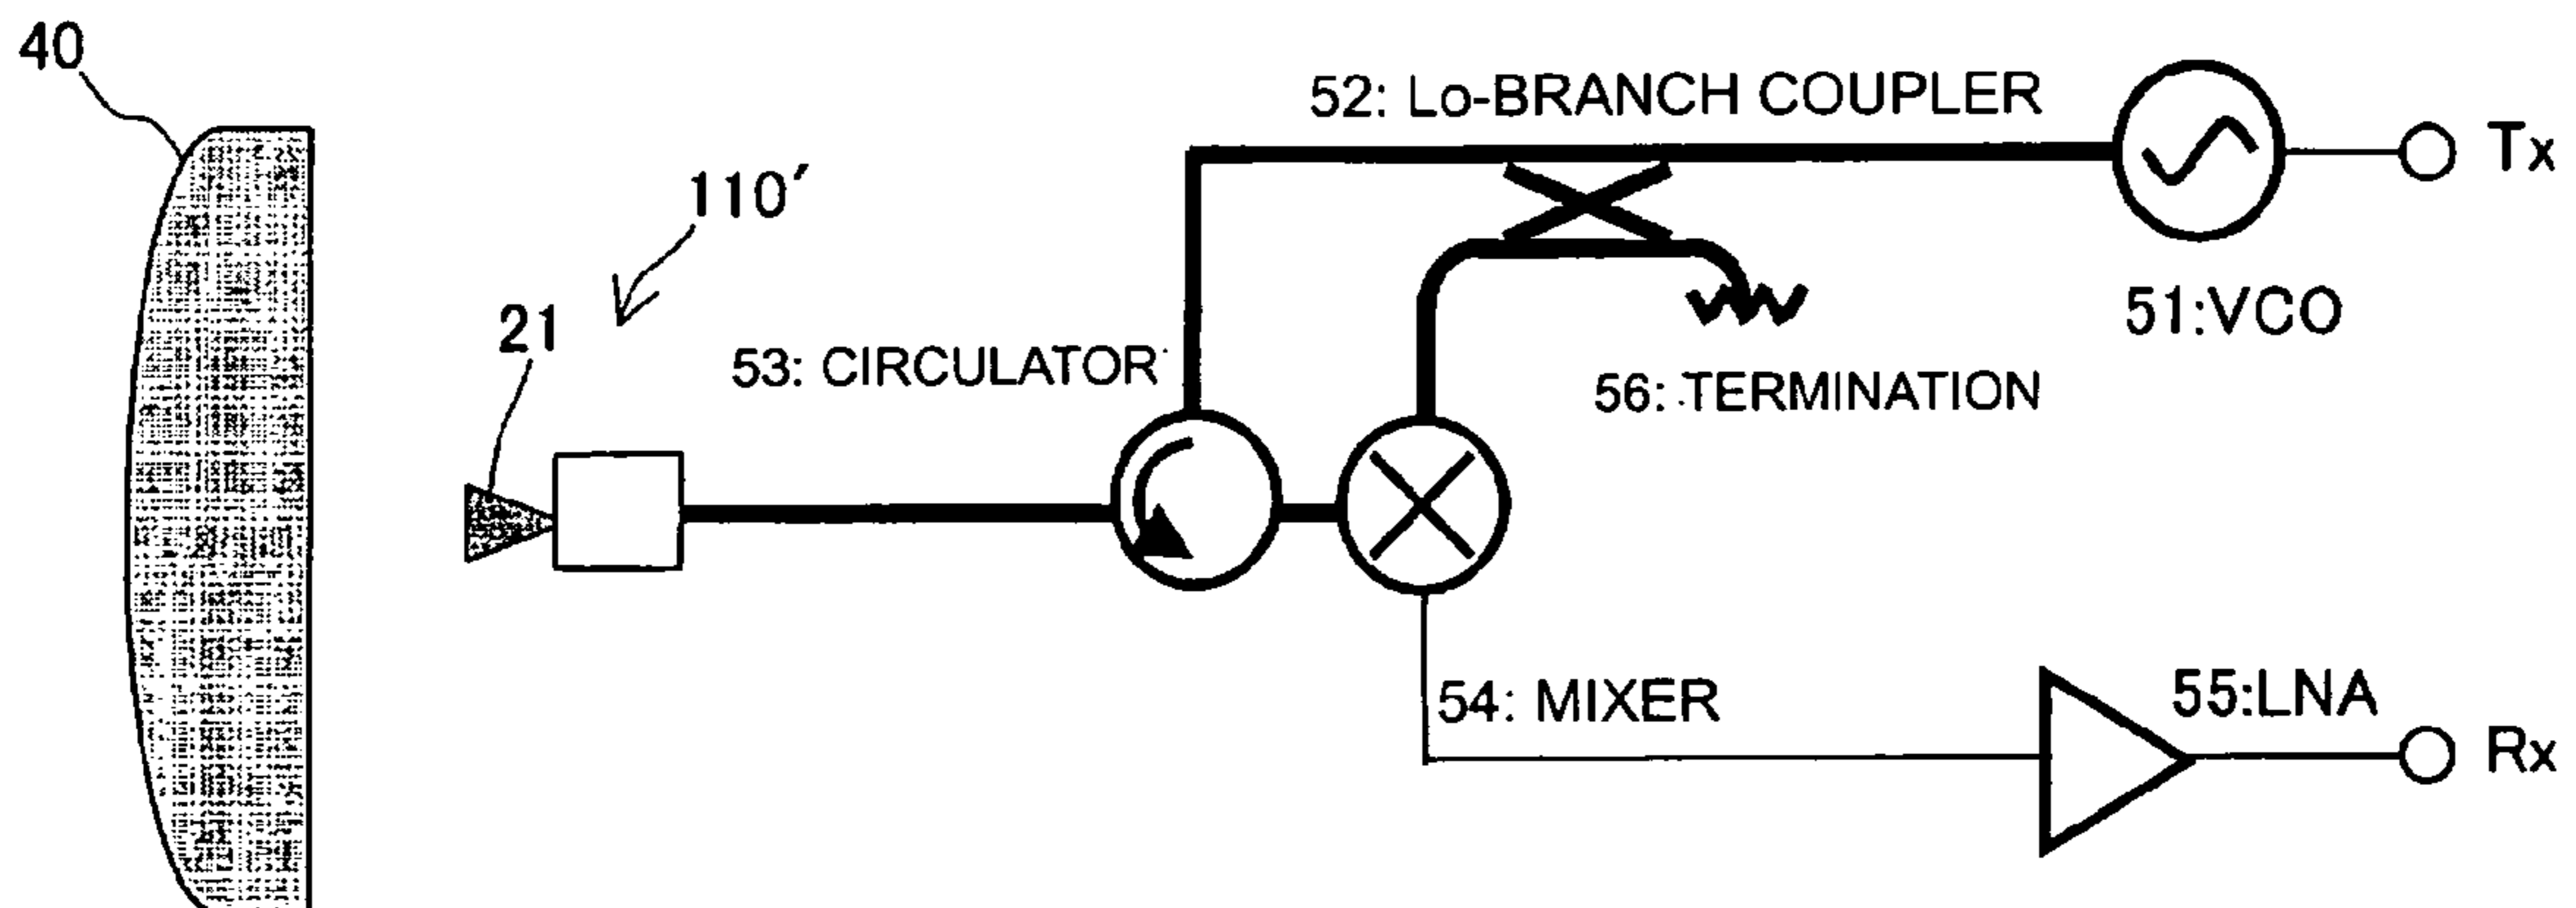 40
52: Lo-BRANCH COUPLER
Tx
110′
21
51:VCO
53: CIRCULATOR
56: TERMINATION
54: MIXER
55:LNA
Rx